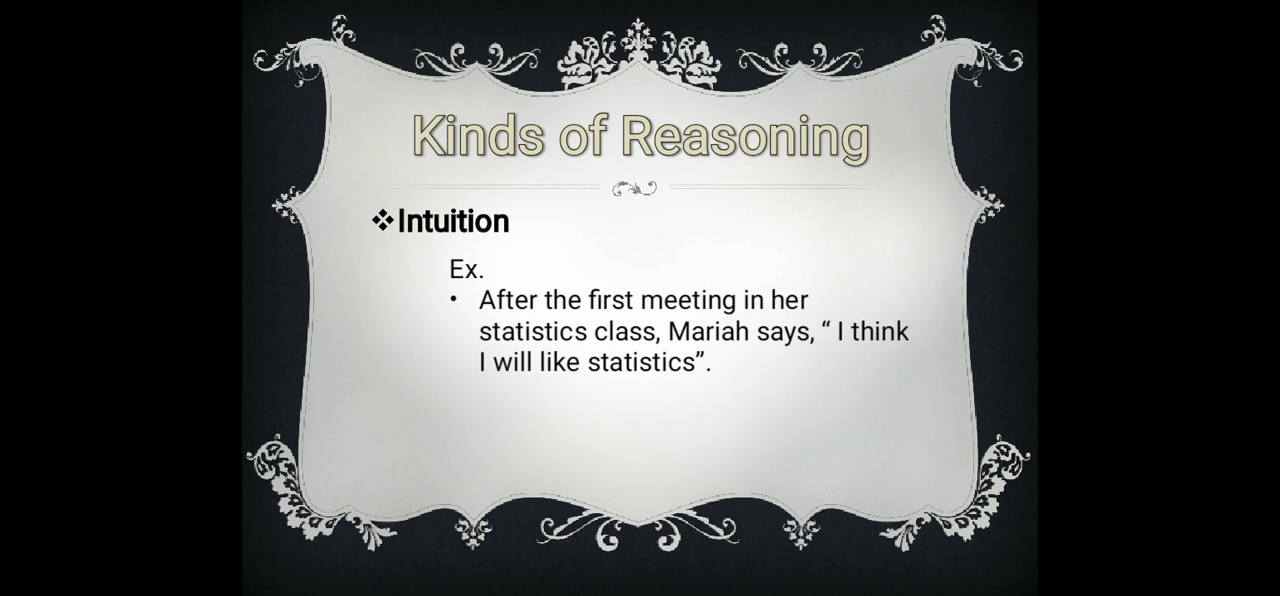 Kinds of Reasoning
❖Intuition
Ex.
• After the first meeting in her
statistics class, Mariah says, “ I think
I will like statistics”.